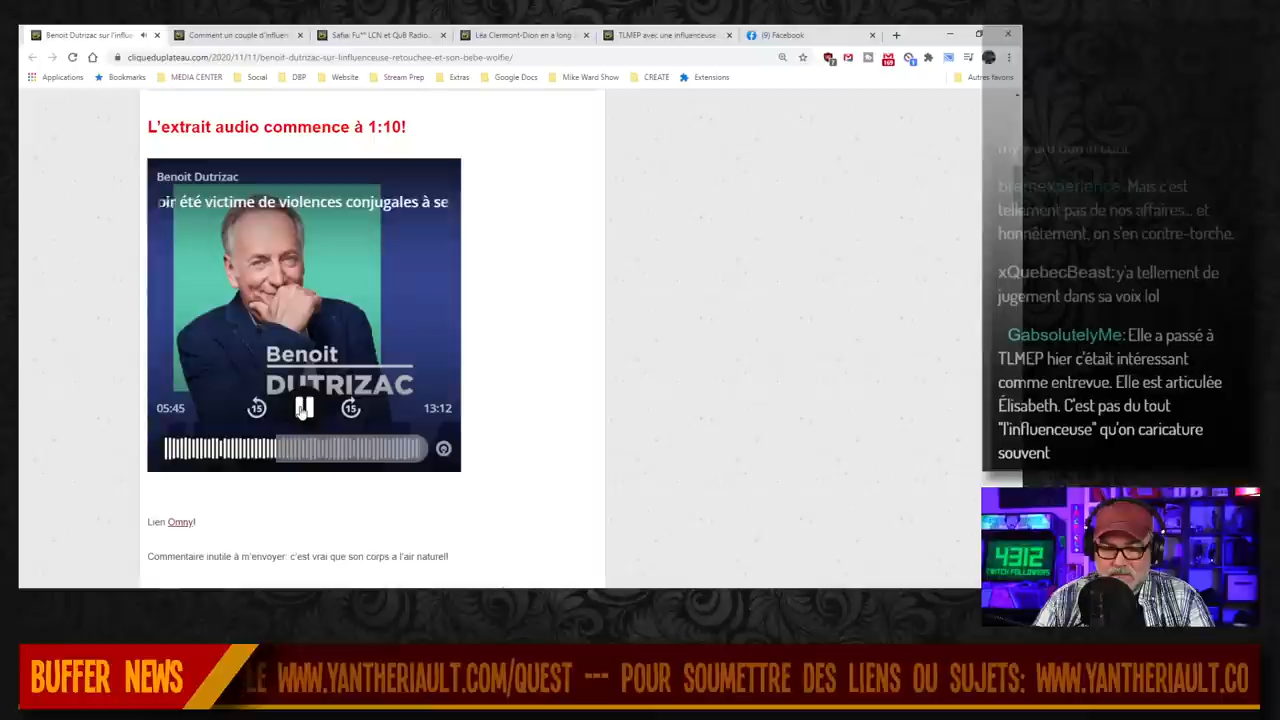 Benoit Dutrizac sur l'influe
Comment un couple d'influen
Safia: Fu** LCN et QuB Radio...
Léa Clermont-Dion en a long
TLMEP avec une influenceuse
(9) Facebook
cliqueduplateau.com/2020/11/11/benoit-dutrizac-sur-linfluenceuse-retouchee-et-son-bebe-wolfie/
Applications
Bookmarks
MEDIA CENTER
Social
DBP
Website
Stream Prep
Extras
Google Docs
Mike Ward Show
CREATE
Extensions
Autres favoris
L'extrait audio commence à 1:10!
Benoit Dutrizac
oir été victime de violences conjugales à se
Benoit
DUTRIZAC
05:45
15
15
13:12
Lien Omny!
Commentaire inutile à m'envoyer: c'est vrai que son corps a l'air naturel!
Mais c'est
tellement pas de nos affaires... et
honnêtement, on s'en contre-torche.
xQuebecBeast: y'a tellement de
jugement dans sa voix lol
GabsolutelyMe: Elle a passé à
TLMEP hier c'était intéressant
comme entrevue. Elle est articulée
Élisabeth. C'est pas du tout
"l'influenceuse" qu'on caricature
souvent
4312
TWITCH FOLLOWERS
BUFFER NEWS
LE WWW.YANTHERIAULT.COM/QUEST --- POUR SOUMETTRE DES LIENS OU SUJETS: WWW.YANTHERIAULT.CO